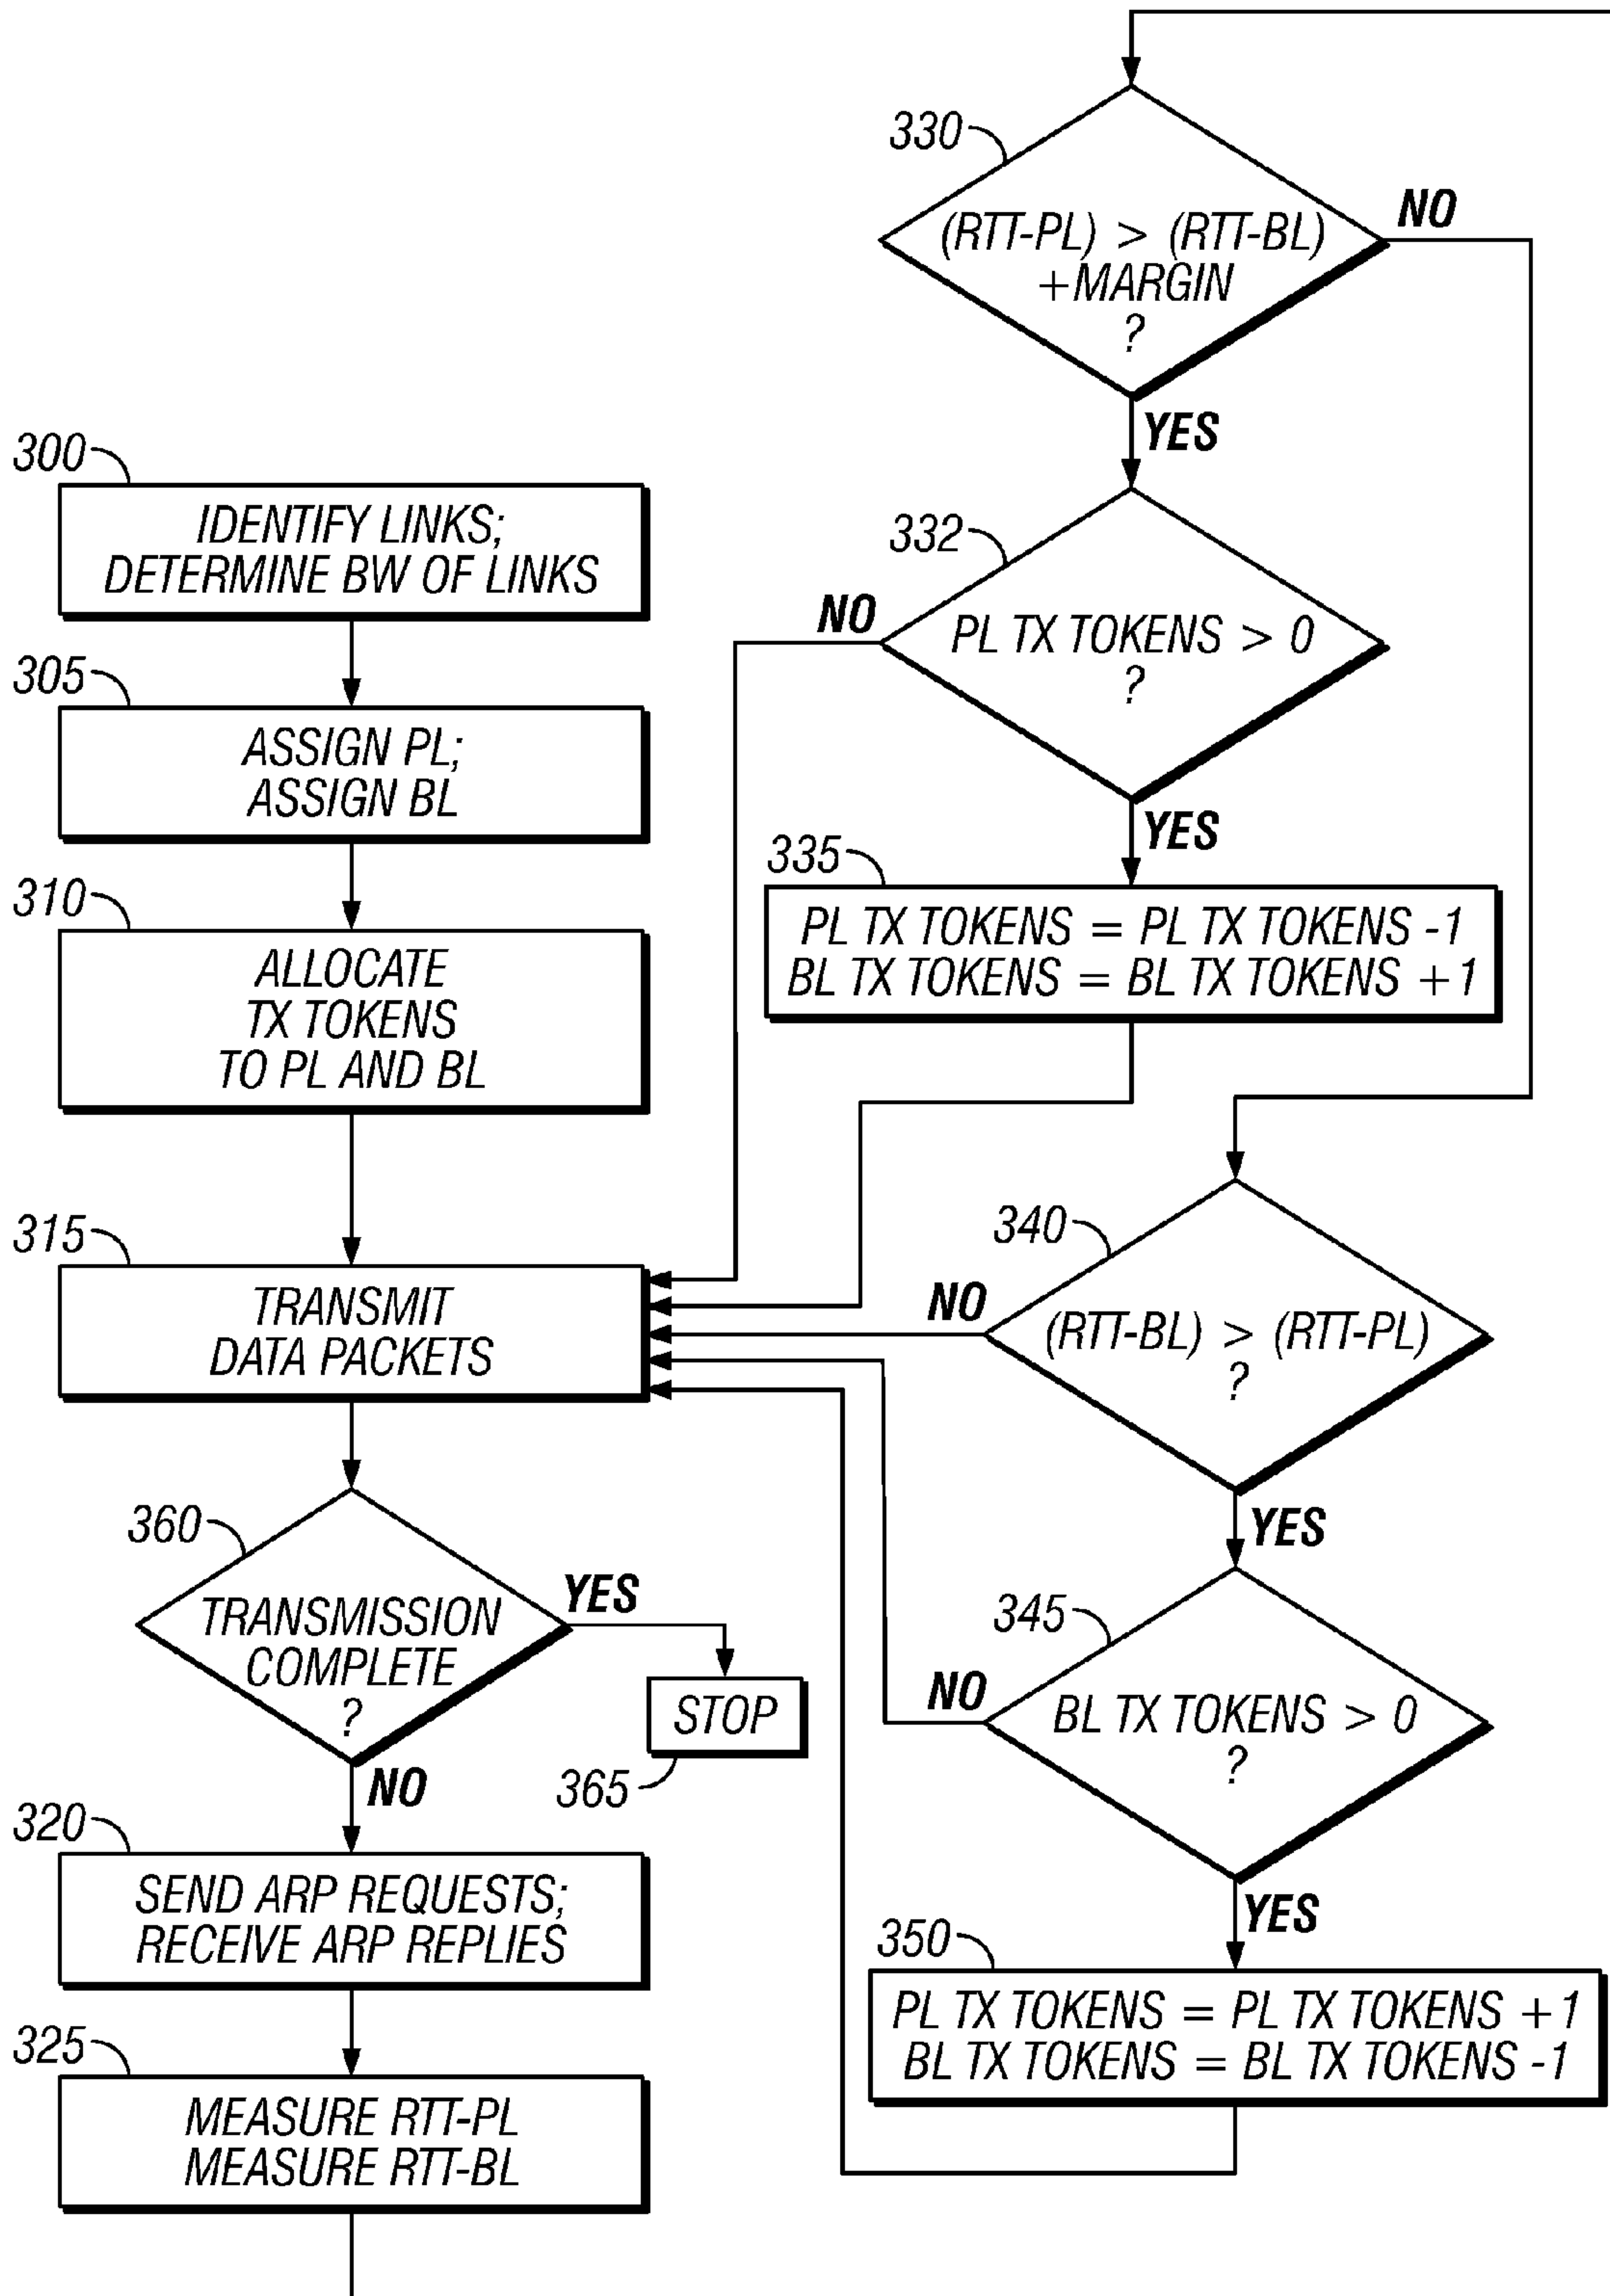 300
IDENTIFY LINKS;
DETERMINE BW OF LINKS
305
ASSIGN PL;
ASSIGN BL
310
ALLOCATE
TX TOKENS
TO PL AND BL
315
TRANSMIT
DATA PACKETS
360
TRANSMISSION
COMPLETE
?
YES
STOP
365
NO
320
SEND ARP REQUESTS;
RECEIVE ARP REPLIES
325
MEASURE RTT-PL
MEASURE RTT-BL
330
(RTT-PL) > (RTT-BL)
+MARGIN
?
NO
YES
332
PL TX TOKENS > 0
?
NO
YES
335
PL TX TOKENS = PL TX TOKENS -1
BL TX TOKENS = BL TX TOKENS +1
340
(RTT-BL) > (RTT-PL)
?
NO
YES
345
BL TX TOKENS > 0
?
NO
YES
350
PL TX TOKENS = PL TX TOKENS +1
BL TX TOKENS = BL TX TOKENS -1